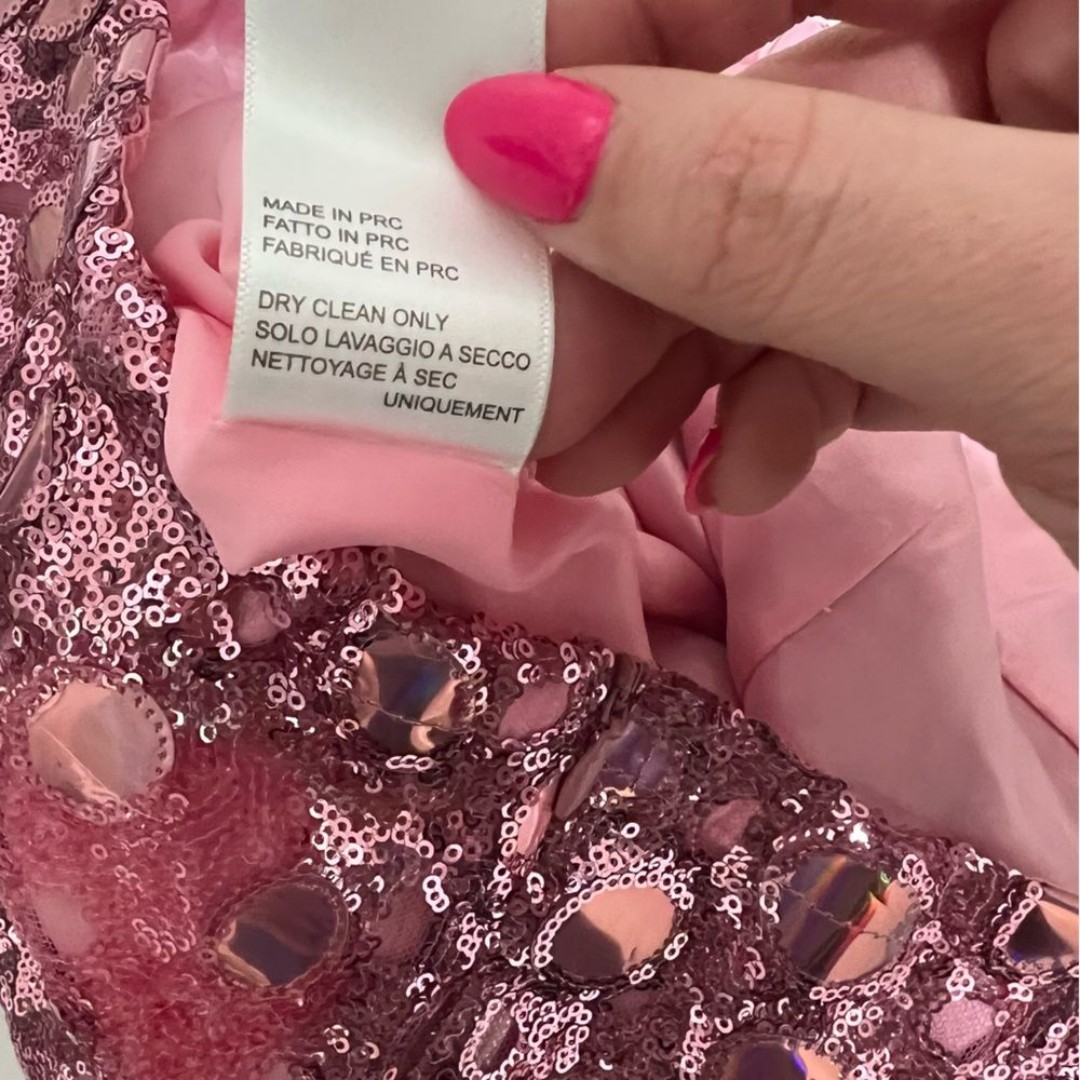 MADE IN PRC
FATTO IN PRC
FABRIQUÉ EN PRC
DRY CLEAN ONLY
SOLO LAVAGGIO A SECCO
NETTOYAGE À SEC
UNIQUEMENT